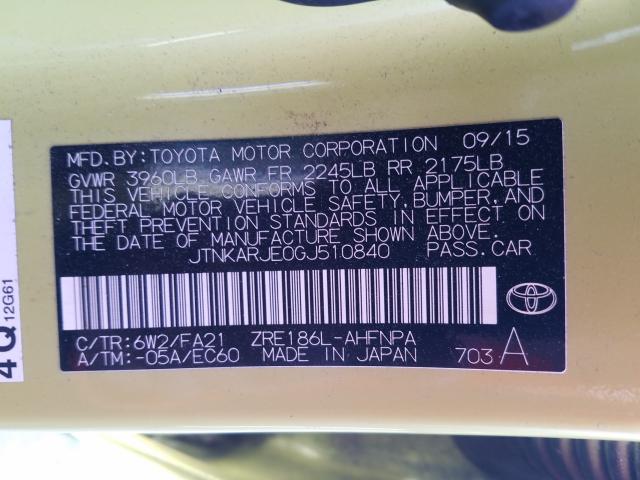 MFD.BY:TOYOTA MOTOR CORPORATION 09/15
GVWR 3960LB GAWR FR 2245LB RR 2175LB
THIS VEHICLE CONFORMS TO ALL APPLICABLE
FEDERAL MOTOR VEHICLE SAFETY,BUMPER,AND
THEFT PREVENTION STANDARDS IN EFFECT ON
THE DATE OF MANUFACTURE SHOWN ABOVE.
JTNKARJE0GJ510840 PASS.CAR
C/TR:6W2/FA21 ZRE186L-AHFNPA
A/TM:-05A/EC60 MADE IN JAPAN 703 A
4Q
12G61